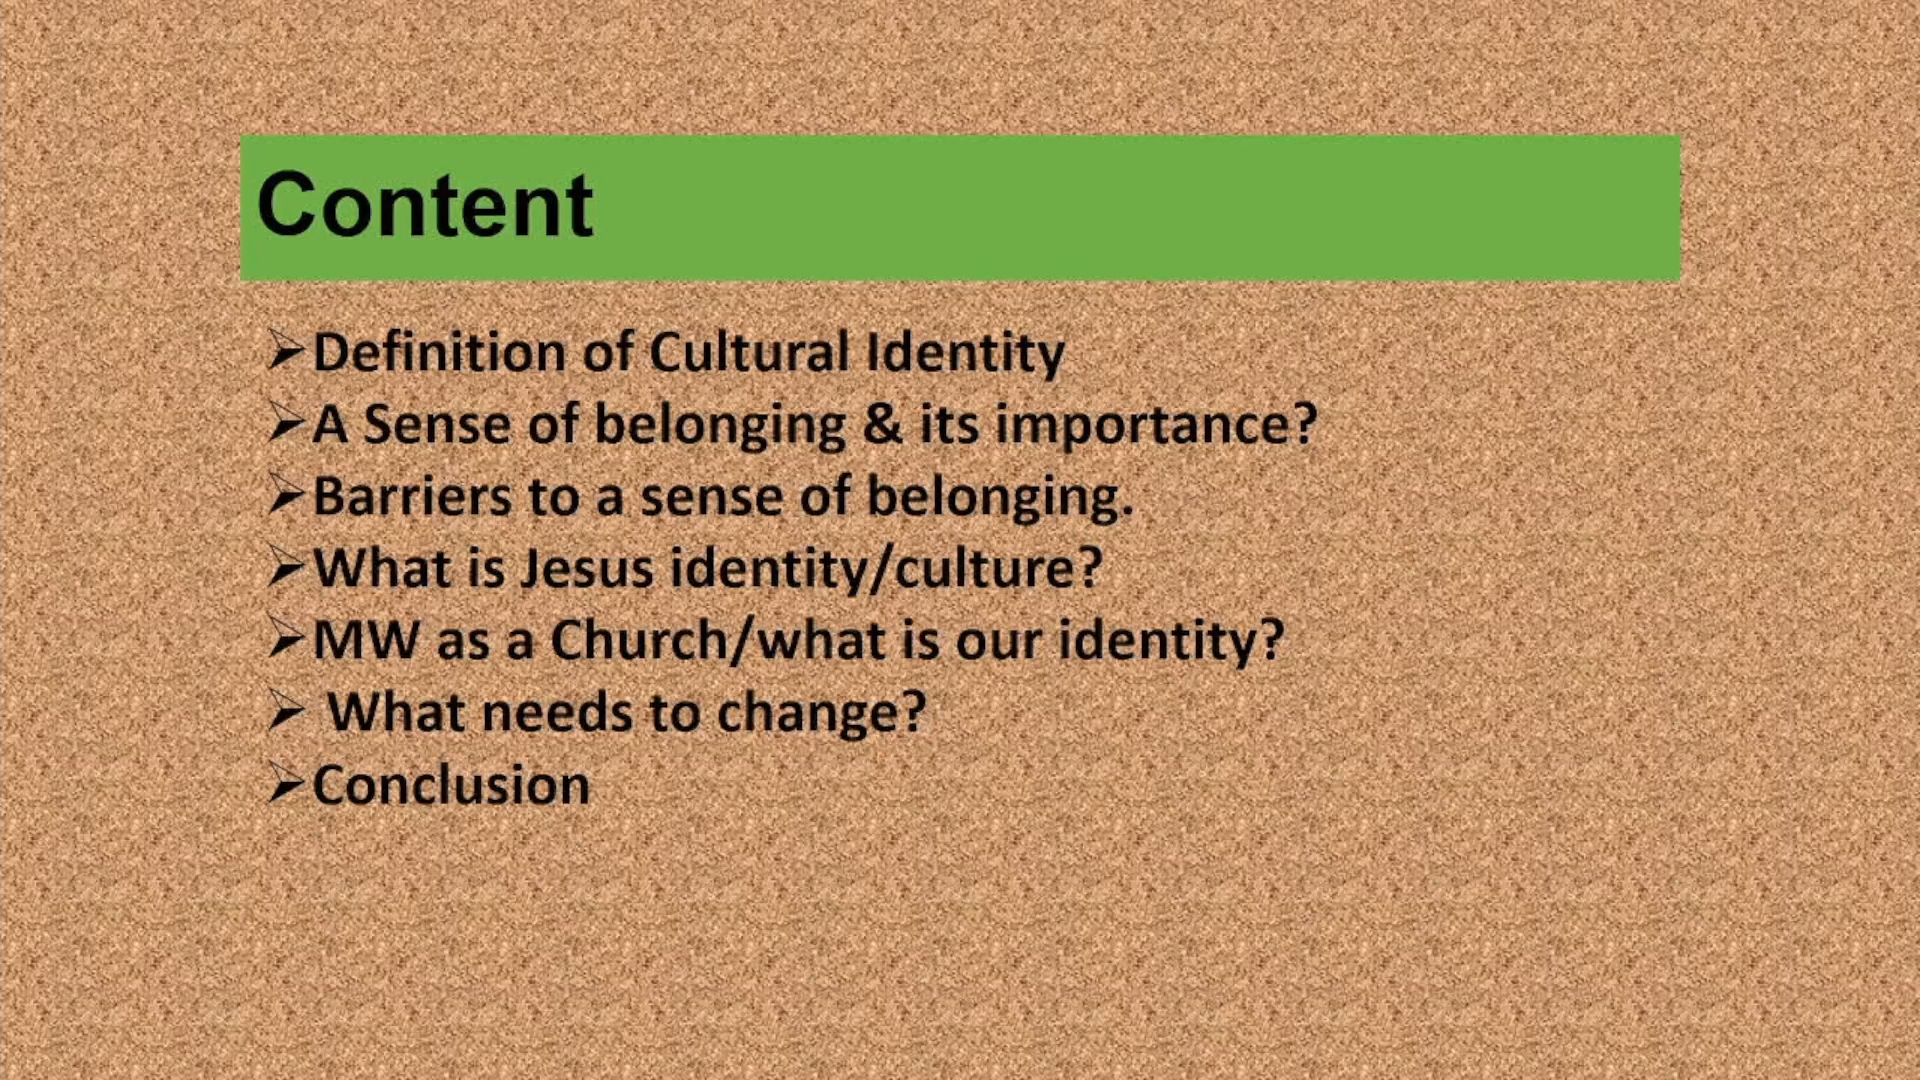 Content
➢Definition of Cultural Identity
➢A Sense of belonging & its importance?
➢Barriers to a sense of belonging.
➢What is Jesus identity/culture?
➢MW as a Church/what is our identity?
➢ What needs to change?
➢Conclusion